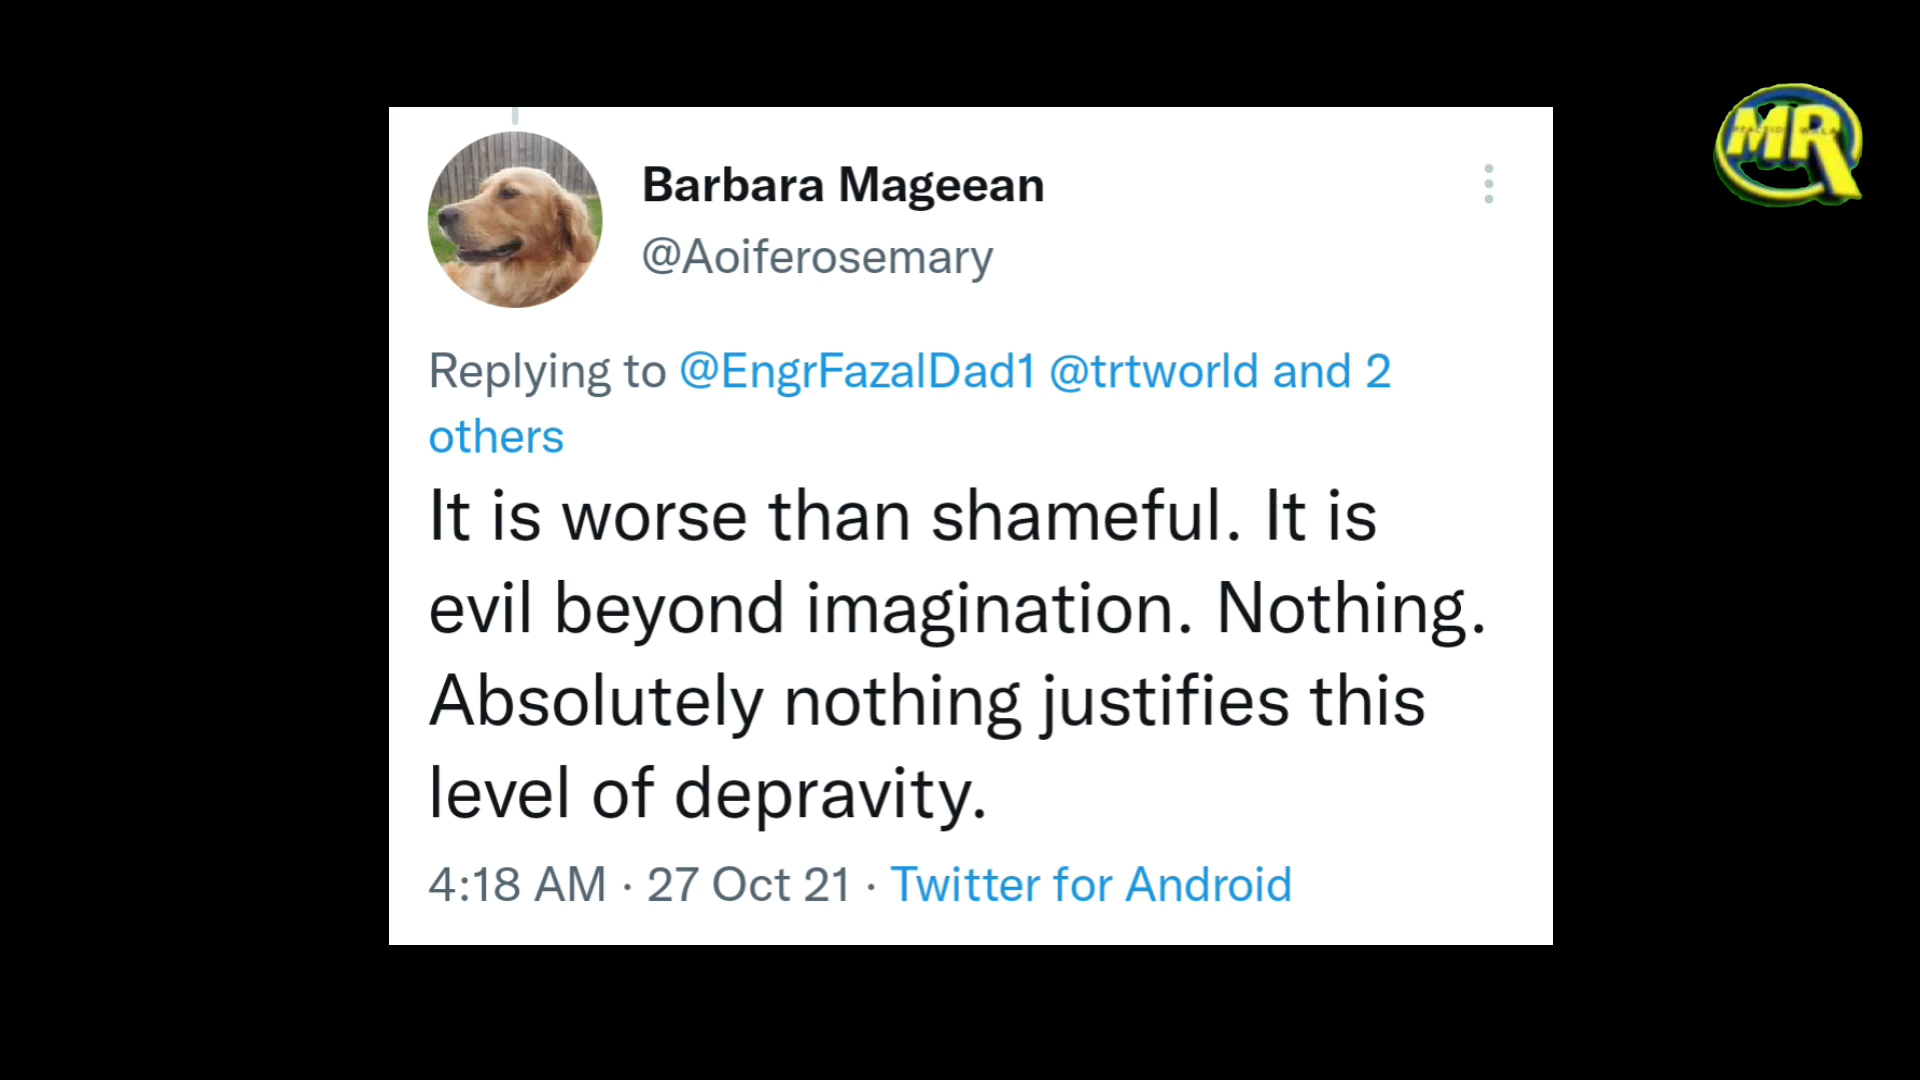 MR
REACTION WALA
Barbara Mageean
@Aoiferosemary
Replying to @EngrFazalDad1 @trtworld and 2
others
It is worse than shameful. It is
evil beyond imagination. Nothing.
Absolutely nothing justifies this
level of depravity.
4:18 AM · 27 Oct 21 · Twitter for Android